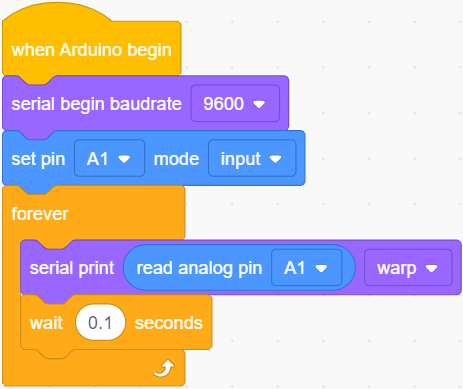 when Arduino begin
serial begin baudrate 9600
set pin A1 mode input
forever
serial print read analog pin A1 warp
wait 0.1 seconds